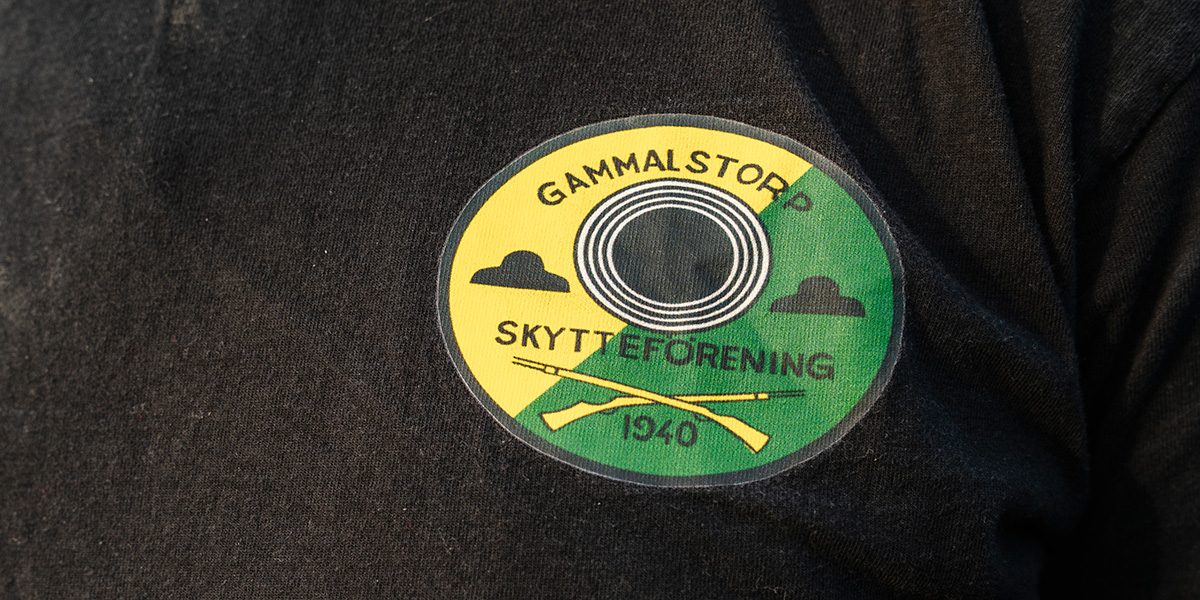 GAMMALSTORP
SKYTTEFÖRENING
1940